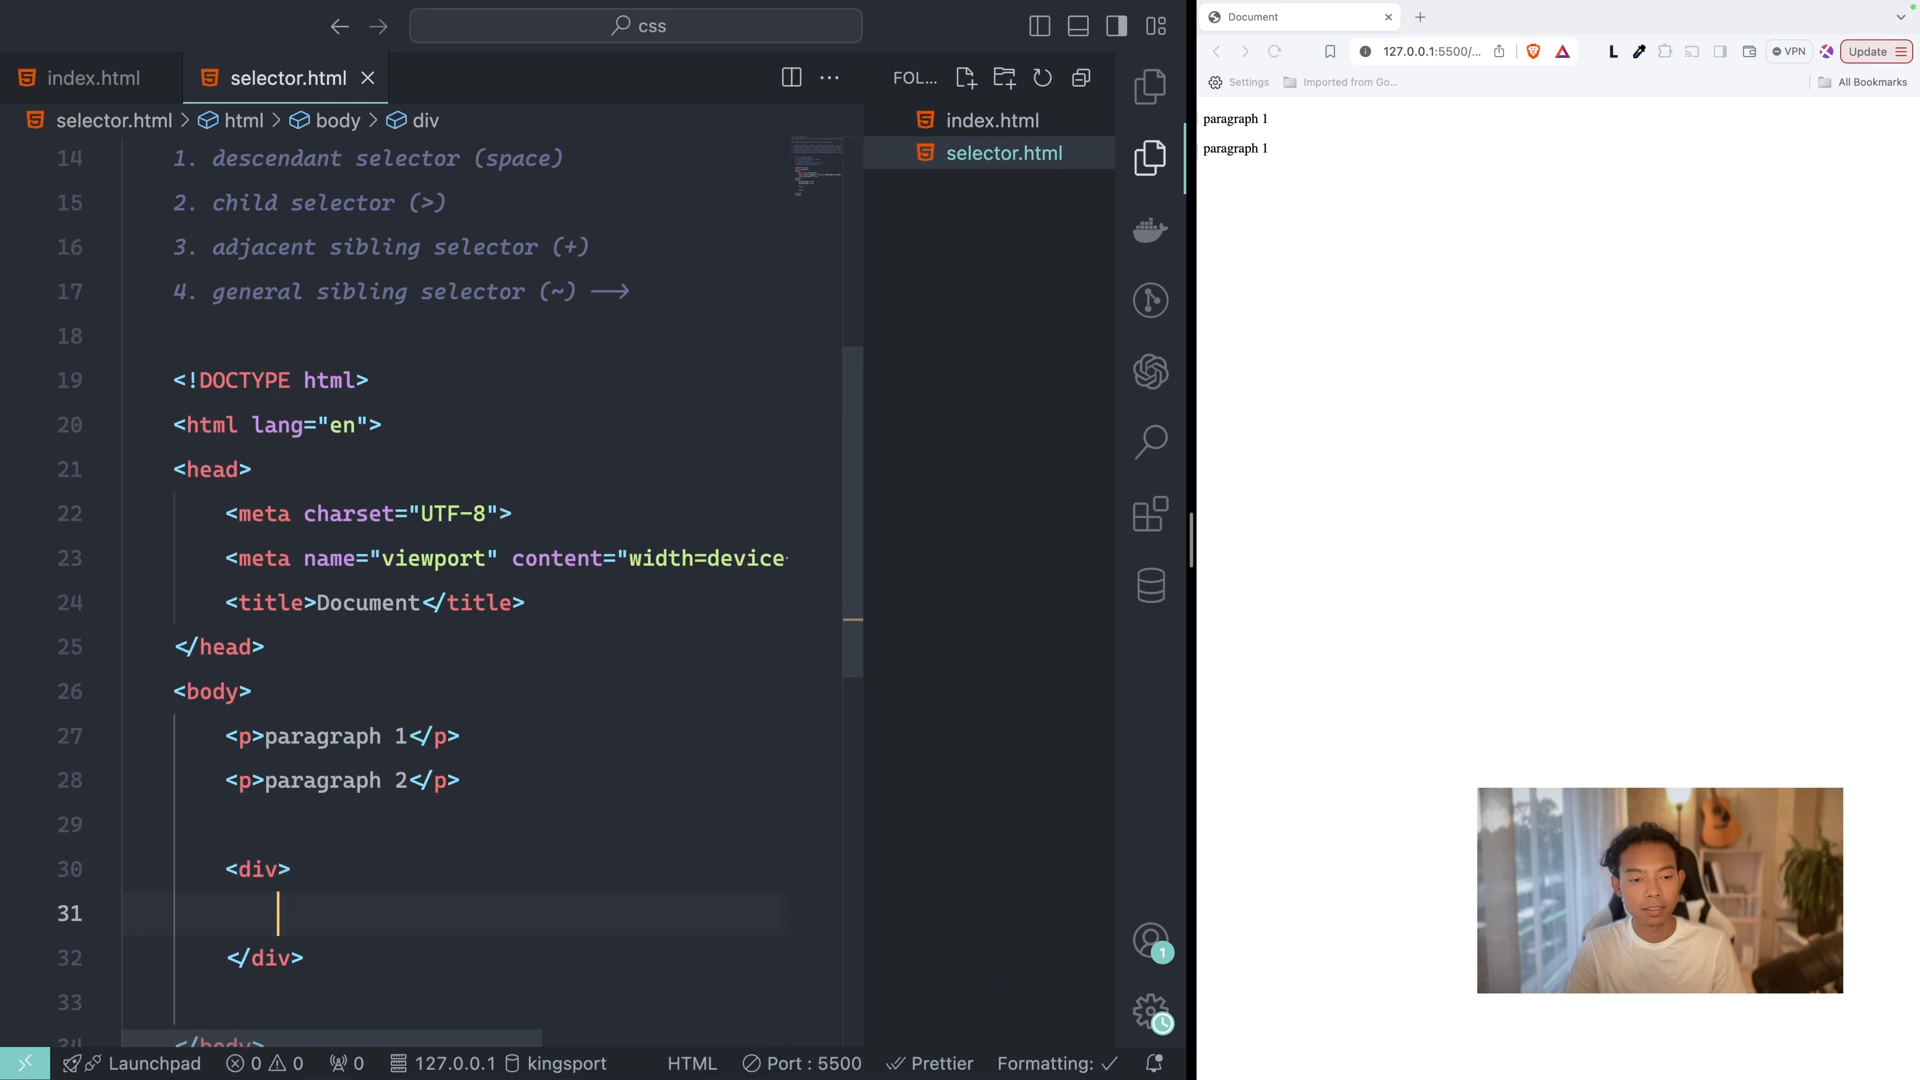 css
index.html
selector.html
FOL...
selector.html
html
body
div
index.html
selector.html
14 1. descendant selector (space)
15 2. child selector (>)
16 3. adjacent sibling selector (+)
17 4. general sibling selector (~) -->
18
19 <!DOCTYPE html>
20 <html lang="en">
21 <head>
22 <meta charset="UTF-8">
23 <meta name="viewport" content="width=device-
24 <title>Document</title>
25 </head>
26 <body>
27 <p>paragraph 1</p>
28 <p>paragraph 2</p>
29
30 <div>
31
32 </div>
33
34 </body>
1
Launchpad
0
0
0
127.0.0.1
kingsport
HTML
Port : 5500
Prettier
Formatting:
Document
127.0.0.1:5500/...
L
VPN
Update
Settings
Imported from Go...
All Bookmarks
paragraph 1
paragraph 1